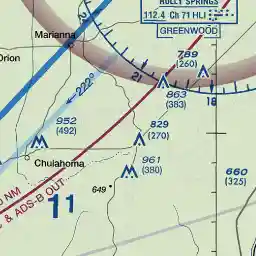 HOLLY SPRINGS
112.4 Ch 71 HLI
GREENWOOD
Marianna
Orion
789
(260)
222°
863
(383)
18
952
(492)
829
(270)
Chulahoma
961
(380)
660
(325)
649
NM
& ADS-B OUT
11